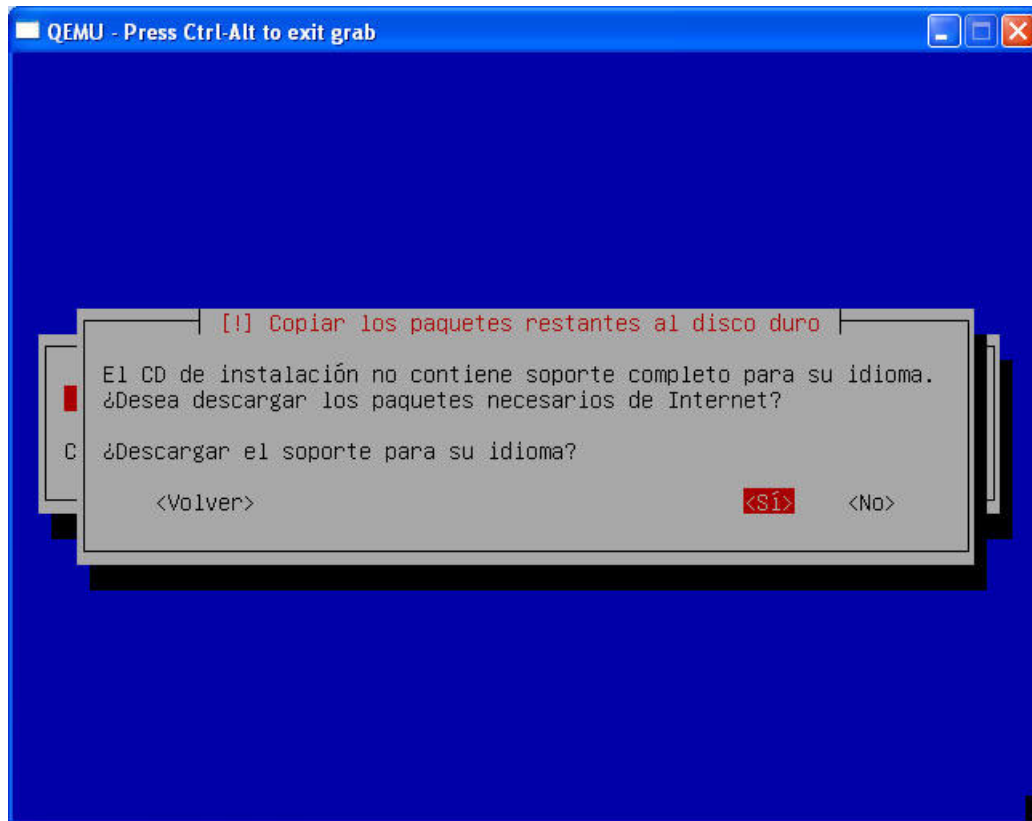 QEMU - Press Ctrl-Alt to exit grab
[!] Copiar los paquetes restantes al disco duro
El CD de instalación no contiene soporte completo para su idioma.
¿Desea descargar los paquetes necesarios de Internet?
C
¿Descargar el soporte para su idioma?
<Volver> <Sí> <No>